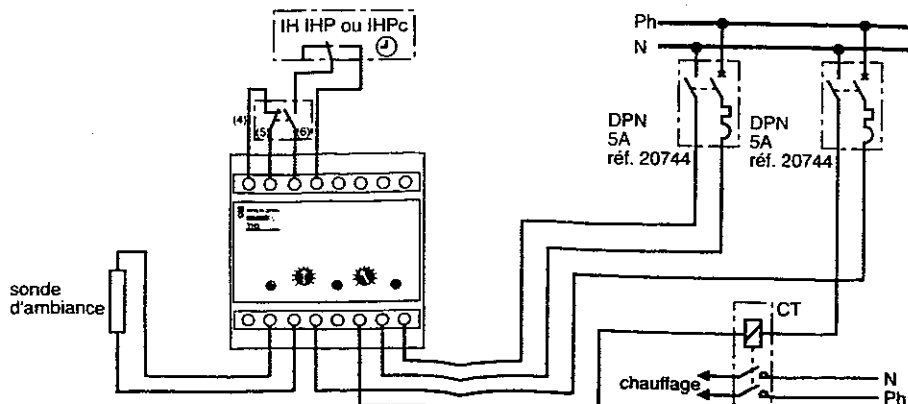 IH IHP ou IHPc
Ph
N
(4)
(5)
(6)
DPN
5A
réf. 20744
DPN
5A
réf. 20744
sonde
d'ambiance
CT
chauffage
N
Ph